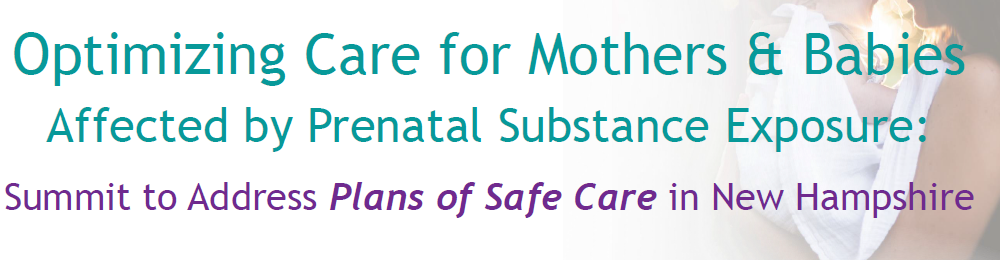 Optimizing Care for Mothers & Babies
Affected by Prenatal Substance Exposure:
Summit to Address Plans of Safe Care in New Hampshire